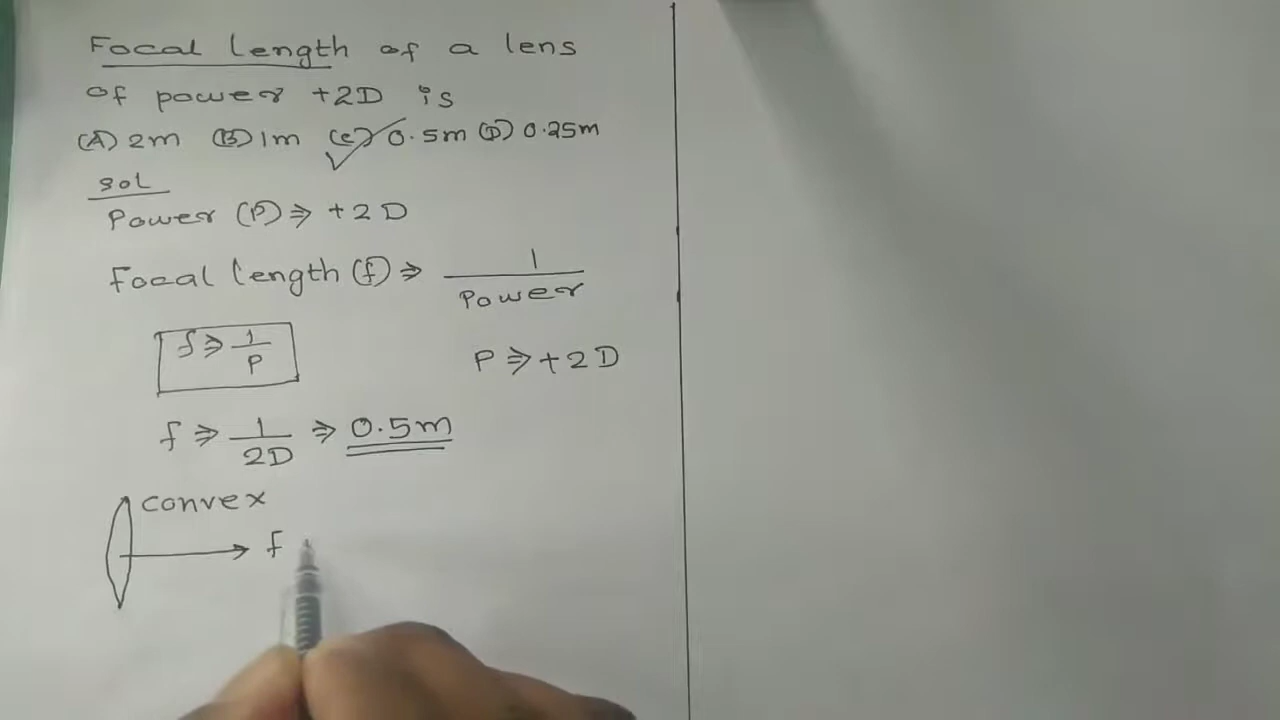 Focal length of a lens
of power +2D is
(A) 2m (B) 1m (C) 0.5m (D) 0.25m
sol
Power (P) ⇒ +2D
Focal length (f) ⇒ 1/Power
f ⇒ 1/P
P ⇒ +2D
f ⇒ 1/2D ⇒ 0.5m
convex
f